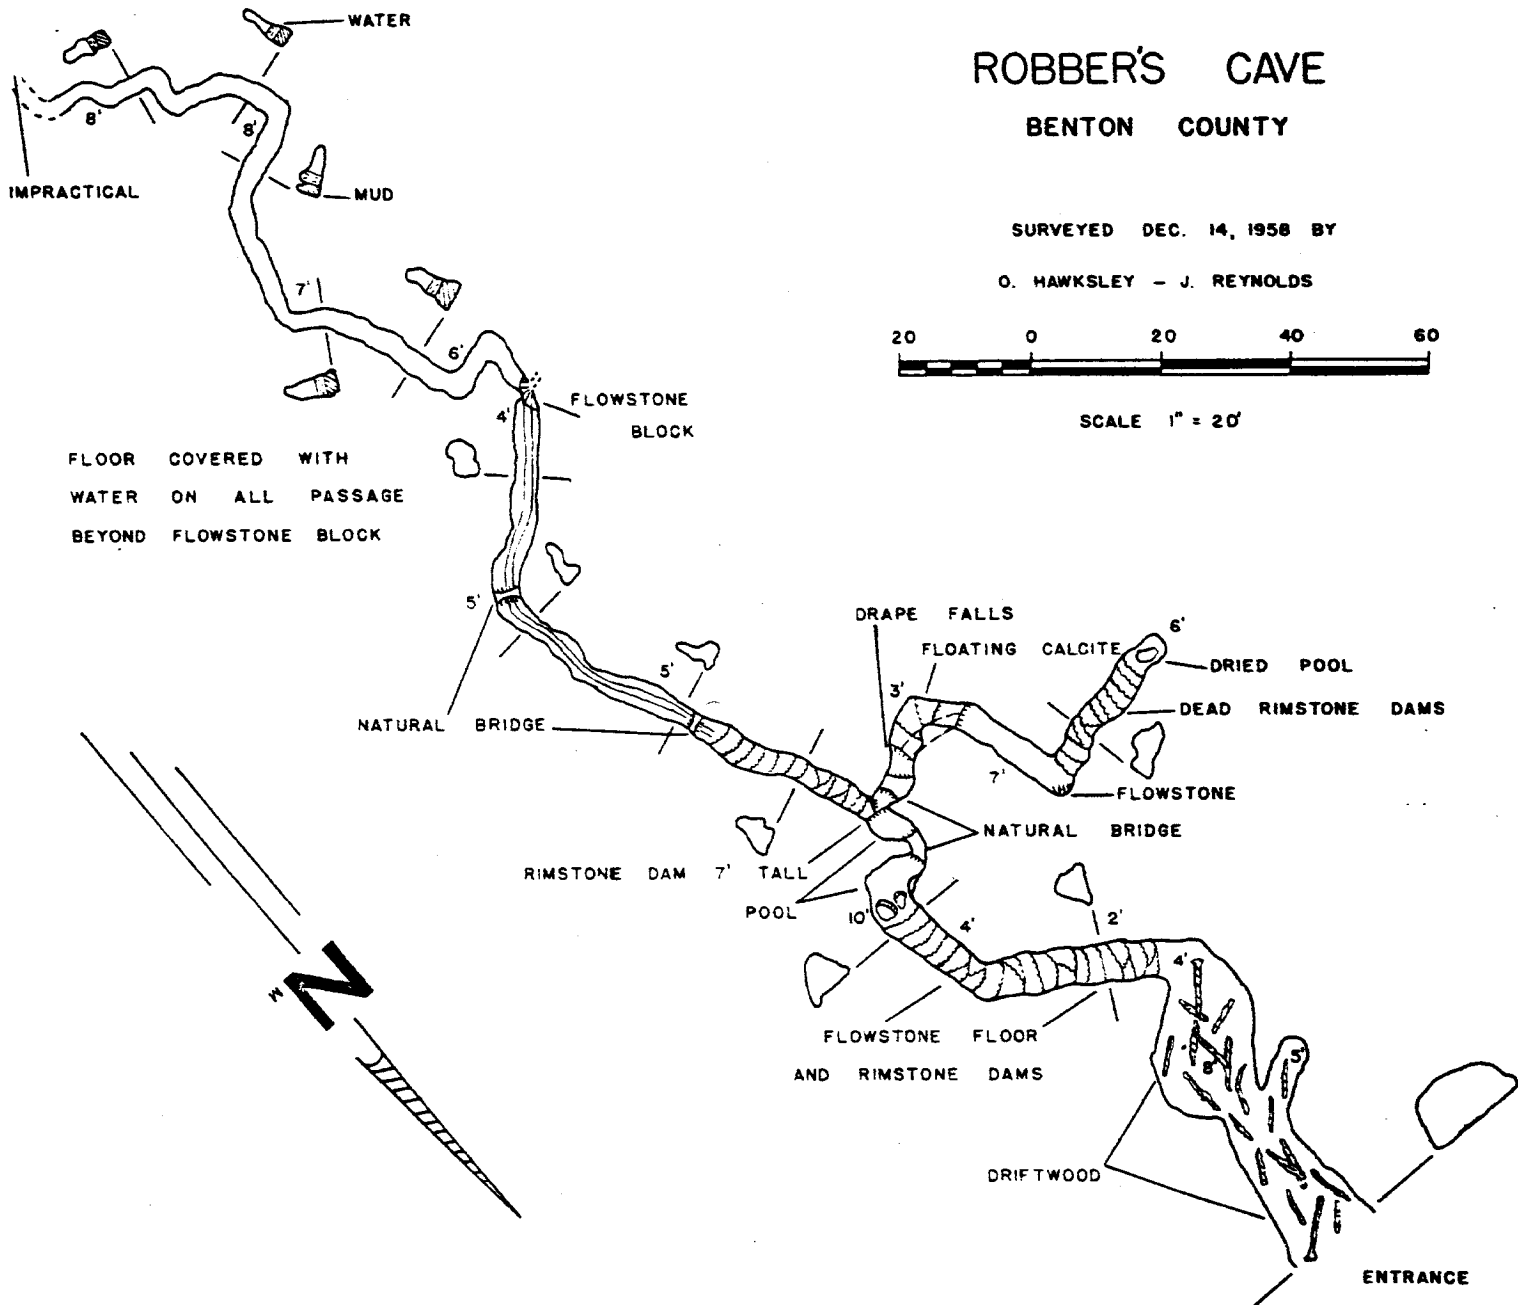 WATER
ROBBER'S CAVE
BENTON COUNTY
8'
8'
IMPRACTICAL
MUD
SURVEYED DEC. 14, 1958 BY
O. HAWKSLEY – J. REYNOLDS
7'
20 0 20 40 60
6'
FLOWSTONE
BLOCK
4'
SCALE 1" = 20'
FLOOR COVERED WITH
WATER ON ALL PASSAGE
BEYOND FLOWSTONE BLOCK
5'
DRAPE FALLS
6'
FLOATING CALCITE
DRIED POOL
5'
3'
DEAD RIMSTONE DAMS
NATURAL BRIDGE
7'
FLOWSTONE
NATURAL BRIDGE
RIMSTONE DAM 7' TALL
POOL
10'
4'
2'
4'
N
M
FLOWSTONE FLOOR
AND RIMSTONE DAMS
8'
5'
DRIFTWOOD
ENTRANCE